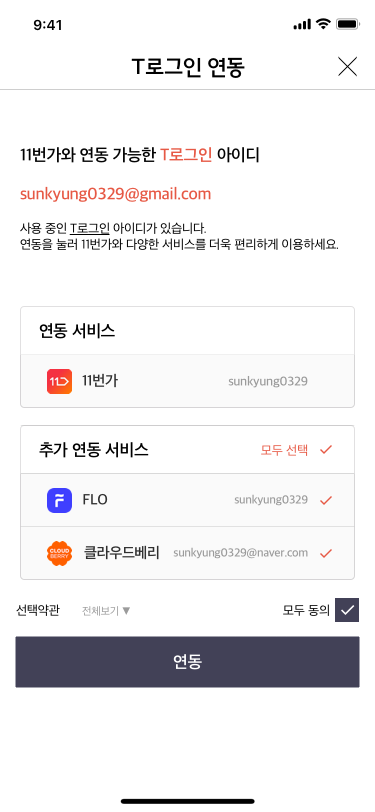 9:41
T로그인 연동
11번가와 연동 가능한 T로그인 아이디
sunkyung0329@gmail.com
사용 중인 T로그인 아이디가 있습니다.
연동을 눌러 11번가와 다양한 서비스를 더욱 편리하게 이용하세요.
연동 서비스
11 11번가 sunkyung0329
추가 연동 서비스 모두 선택
FLO sunkyung0329
CLOUD BERRY 클라우드베리 sunkyung0329@naver.com
선택약관 전체보기 ▼ 모두 동의
연동